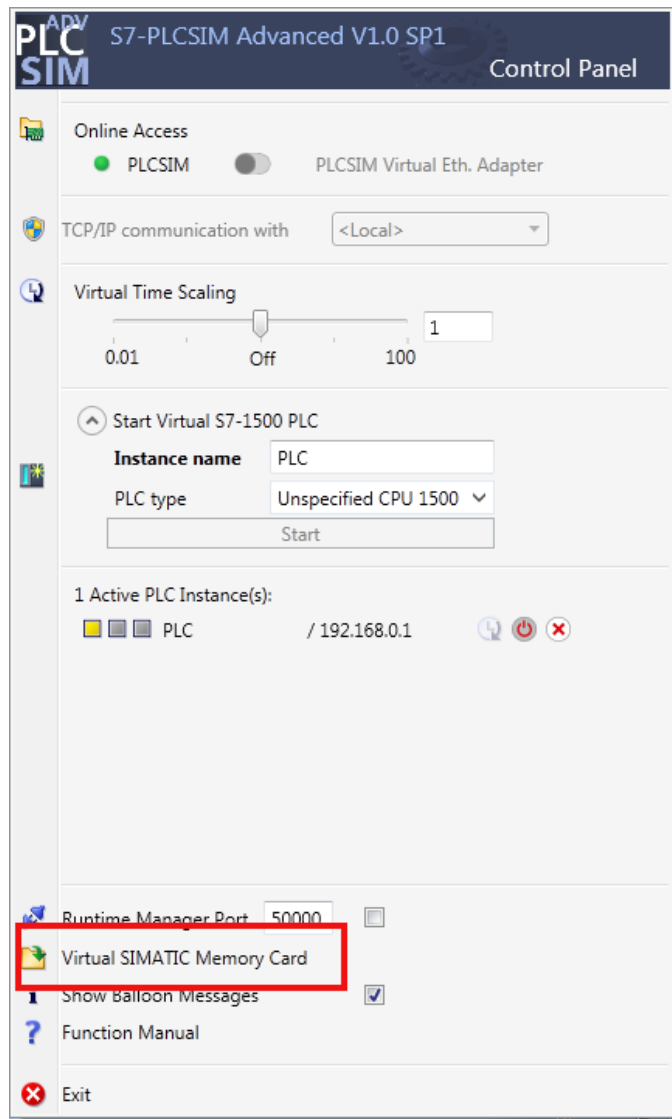 PLC ADV
SIM
S7-PLCSIM Advanced V1.0 SP1
Control Panel
Online Access
PLCSIM PLCSIM Virtual Eth. Adapter
TCP/IP communication with <Local>
Virtual Time Scaling
1
0.01 Off 100
Start Virtual S7-1500 PLC
Instance name PLC
PLC type Unspecified CPU 1500
Start
1 Active PLC Instance(s):
PLC / 192.168.0.1
Runtime Manager Port 50000
Virtual SIMATIC Memory Card
Show Balloon Messages
? Function Manual
Exit